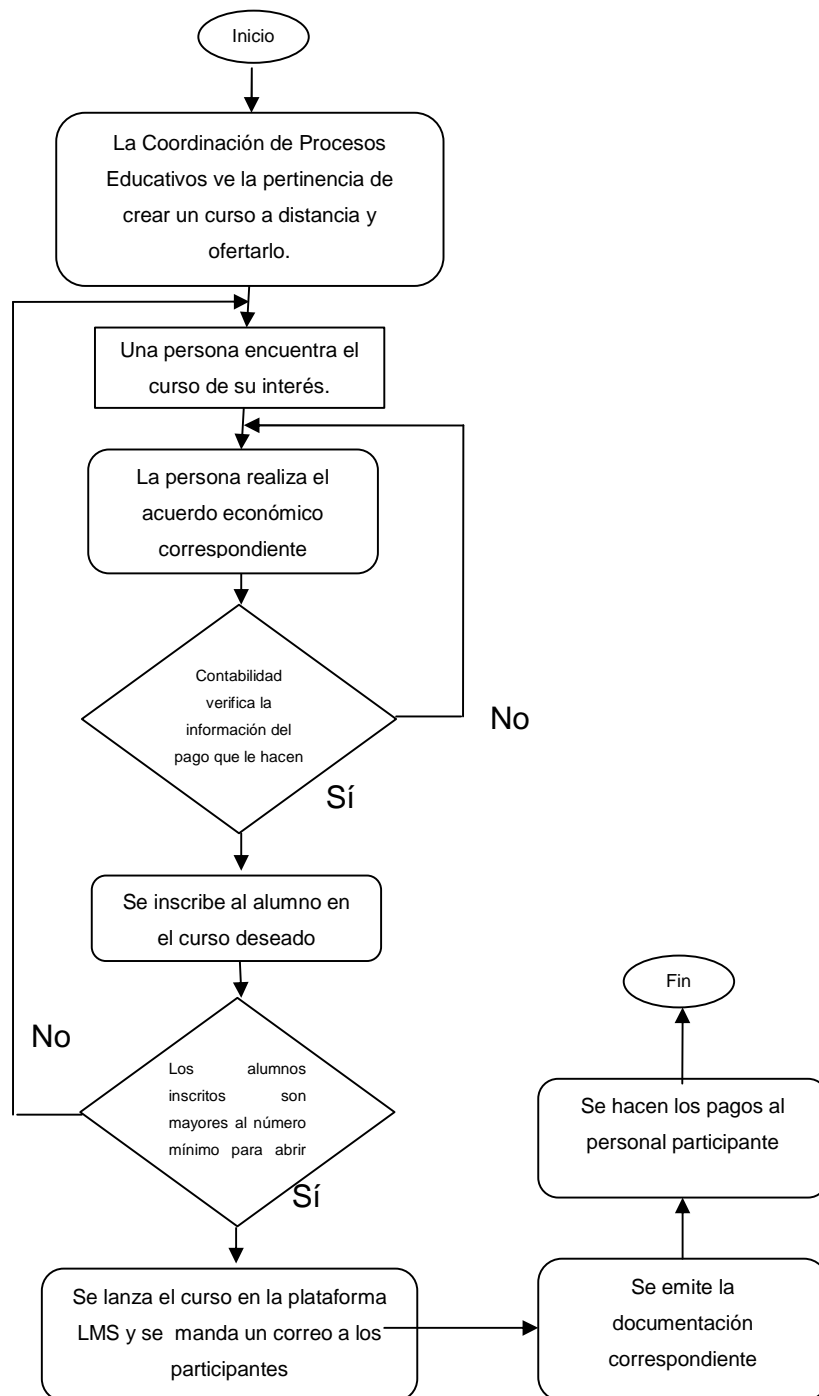 Inicio
La Coordinación de Procesos
Educativos ve la pertinencia de
crear un curso a distancia y
ofertarlo.
Una persona encuentra el
curso de su interés.
La persona realiza el
acuerdo económico
correspondiente
Contabilidad
verifica la
información del
pago que le hacen
No
Sí
Se inscribe al alumno en
el curso deseado
No
Los alumnos
inscritos son
mayores al número
mínimo para abrir
Sí
Se lanza el curso en la plataforma
LMS y se manda un correo a los
participantes
Se emite la
documentación
correspondiente
Se hacen los pagos al
personal participante
Fin